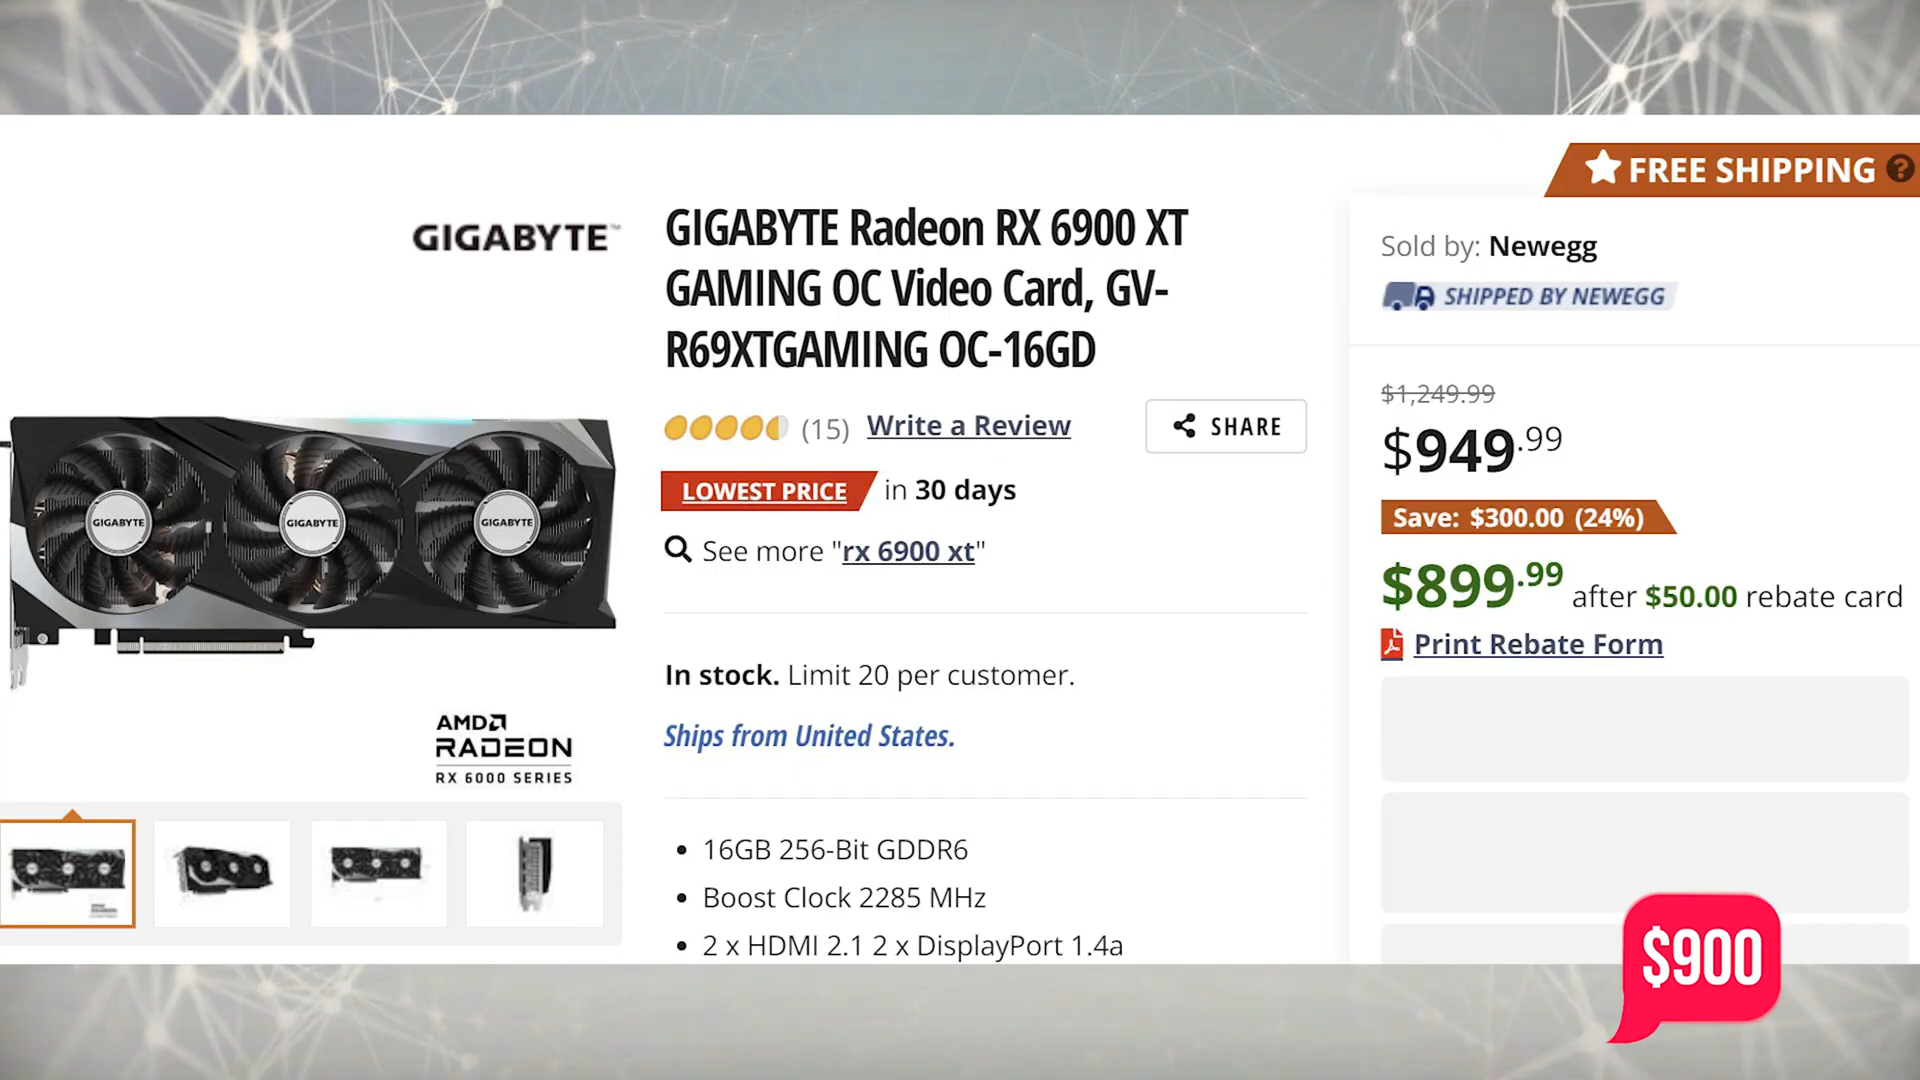 FREE SHIPPING ?
GIGABYTE™
GIGABYTE Radeon RX 6900 XT
GAMING OC Video Card, GV-
R69XTGAMING OC-16GD
(15) Write a Review
SHARE
LOWEST PRICE in 30 days
See more "rx 6900 xt"
In stock. Limit 20 per customer.
Ships from United States.
16GB 256-Bit GDDR6
Boost Clock 2285 MHz
2 x HDMI 2.1 2 x DisplayPort 1.4a
GIGABYTE
GIGABYTE
GIGABYTE
AMD
RADEON
RX 6000 SERIES
Sold by: Newegg
SHIPPED BY NEWEGG
$1,249.99
$949.99
Save: $300.00 (24%)
$899.99 after $50.00 rebate card
Print Rebate Form
$900